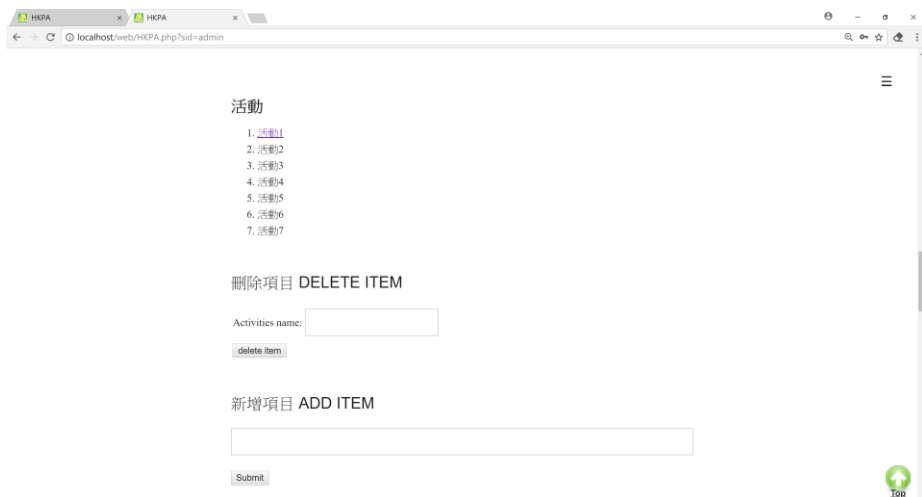 HKPA
HKPA
localhost/web/HKPA.php?sid=admin
活動
1. 活動1
2. 活動2
3. 活動3
4. 活動4
5. 活動5
6. 活動6
7. 活動7
刪除項目 DELETE ITEM
Activities name:
delete item
新增項目 ADD ITEM
Submit
Top